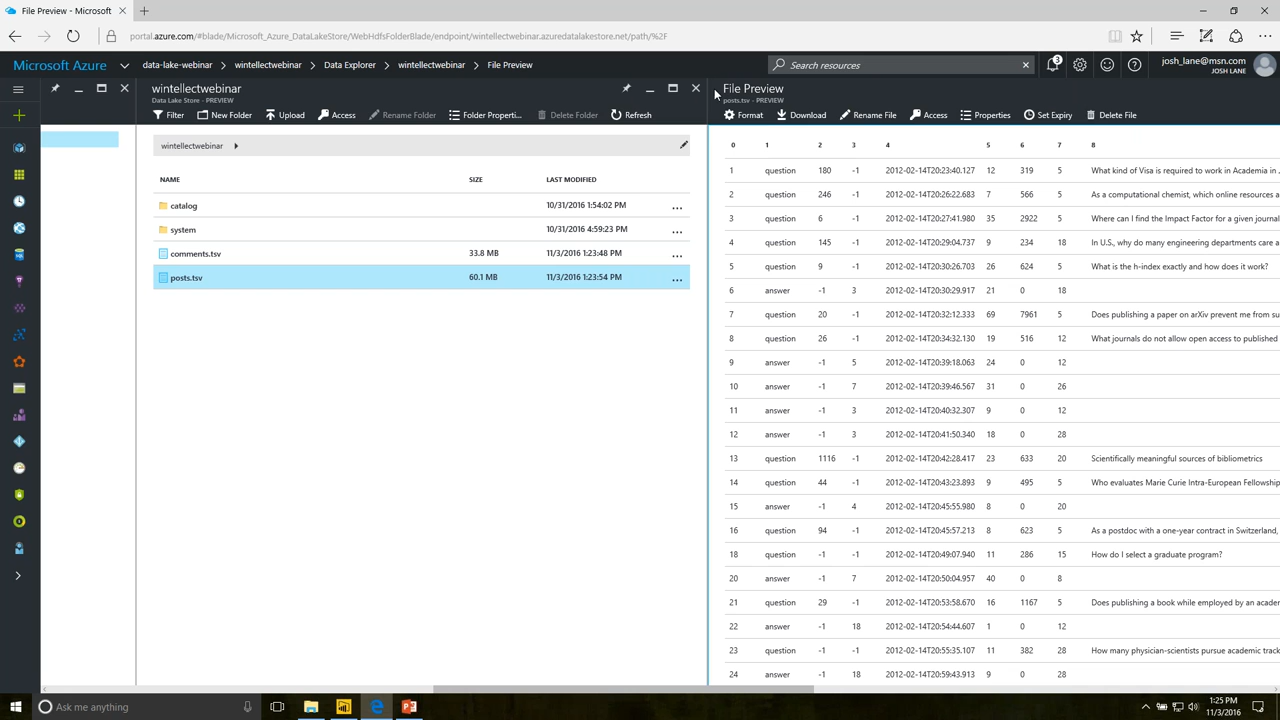 File Preview - Microsoft
portal.azure.com/#blade/Microsoft_Azure_DataLakeStore/WebHdfsFolderBlade/endpoint/wintellectwebinar.azuredatalakestore.net/path/%2F
Microsoft Azure data-lake-webinar wintellectwebinar Data Explorer wintellectwebinar File Preview Search resources 3 josh_lane@msn.com
JOSH LANE
wintellectwebinar
Data Lake Store - PREVIEW
Filter New Folder Upload Access Rename Folder Folder Properti... Delete Folder Refresh
wintellectwebinar
NAME SIZE LAST MODIFIED
catalog 10/31/2016 1:54:02 PM ...
system 10/31/2016 4:59:23 PM ...
comments.tsv 33.8 MB 11/3/2016 1:23:48 PM ...
posts.tsv 60.1 MB 11/3/2016 1:23:54 PM ...
File Preview
posts.tsv - PREVIEW
Format Download Rename File Access Properties Set Expiry Delete File
0 1 2 3 4 5 6 7 8
1 question 180 -1 2012-02-14T20:23:40.127 12 319 5 What kind of Visa is required to work in Academia in
2 question 246 -1 2012-02-14T20:26:22.683 7 566 5 As a computational chemist, which online resources a
3 question 6 -1 2012-02-14T20:27:41.980 35 2922 5 Where can I find the Impact Factor for a given journal
4 question 145 -1 2012-02-14T20:29:04.737 9 234 18 In U.S., why do many engineering departments care a
5 question 9 -1 2012-02-14T20:30:26.703 26 624 5 What is the h-index exactly and how does it work?
6 answer -1 3 2012-02-14T20:30:29.917 21 0 18
7 question 20 -1 2012-02-14T20:32:12.333 69 7961 5 Does publishing a paper on arXiv prevent me from su
8 question 26 -1 2012-02-14T20:34:32.130 19 516 12 What journals do not allow open access to published
9 answer -1 5 2012-02-14T20:39:18.063 24 0 12
10 answer -1 7 2012-02-14T20:39:46.567 31 0 26
11 answer -1 3 2012-02-14T20:40:32.307 9 0 12
12 answer -1 3 2012-02-14T20:41:50.340 18 0 28
13 question 1116 -1 2012-02-14T20:42:28.417 23 633 20 Scientifically meaningful sources of bibliometrics
14 question 44 -1 2012-02-14T20:43:23.893 9 495 5 Who evaluates Marie Curie Intra-European Fellowship
15 answer -1 4 2012-02-14T20:45:55.980 8 0 20
16 question 94 -1 2012-02-14T20:45:57.213 8 623 5 As a postdoc with a one-year contract in Switzerland,
18 question -1 -1 2012-02-14T20:49:07.940 11 286 15 How do I select a graduate program?
20 answer -1 7 2012-02-14T20:50:04.957 40 0 8
21 question 29 -1 2012-02-14T20:53:58.670 16 1167 5 Does publishing a book while employed by an acade
22 answer -1 18 2012-02-14T20:54:44.607 1 0 12
23 question -1 -1 2012-02-14T20:55:35.107 11 382 28 How many physician-scientists pursue academic track
24 answer -1 18 2012-02-14T20:59:43.913 9 0 28
Ask me anything
1:25 PM
11/3/2016